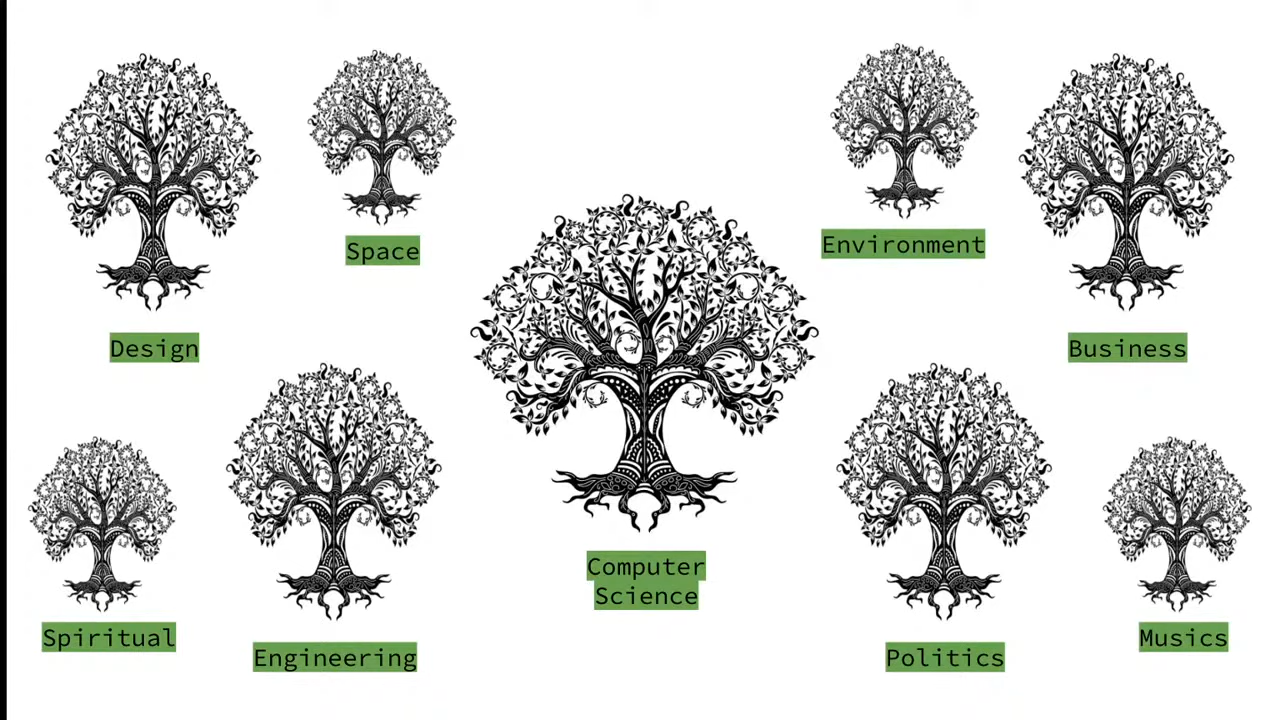 Space
Environment
Design
Business
Computer
Science
Spiritual
Engineering
Politics
Musics